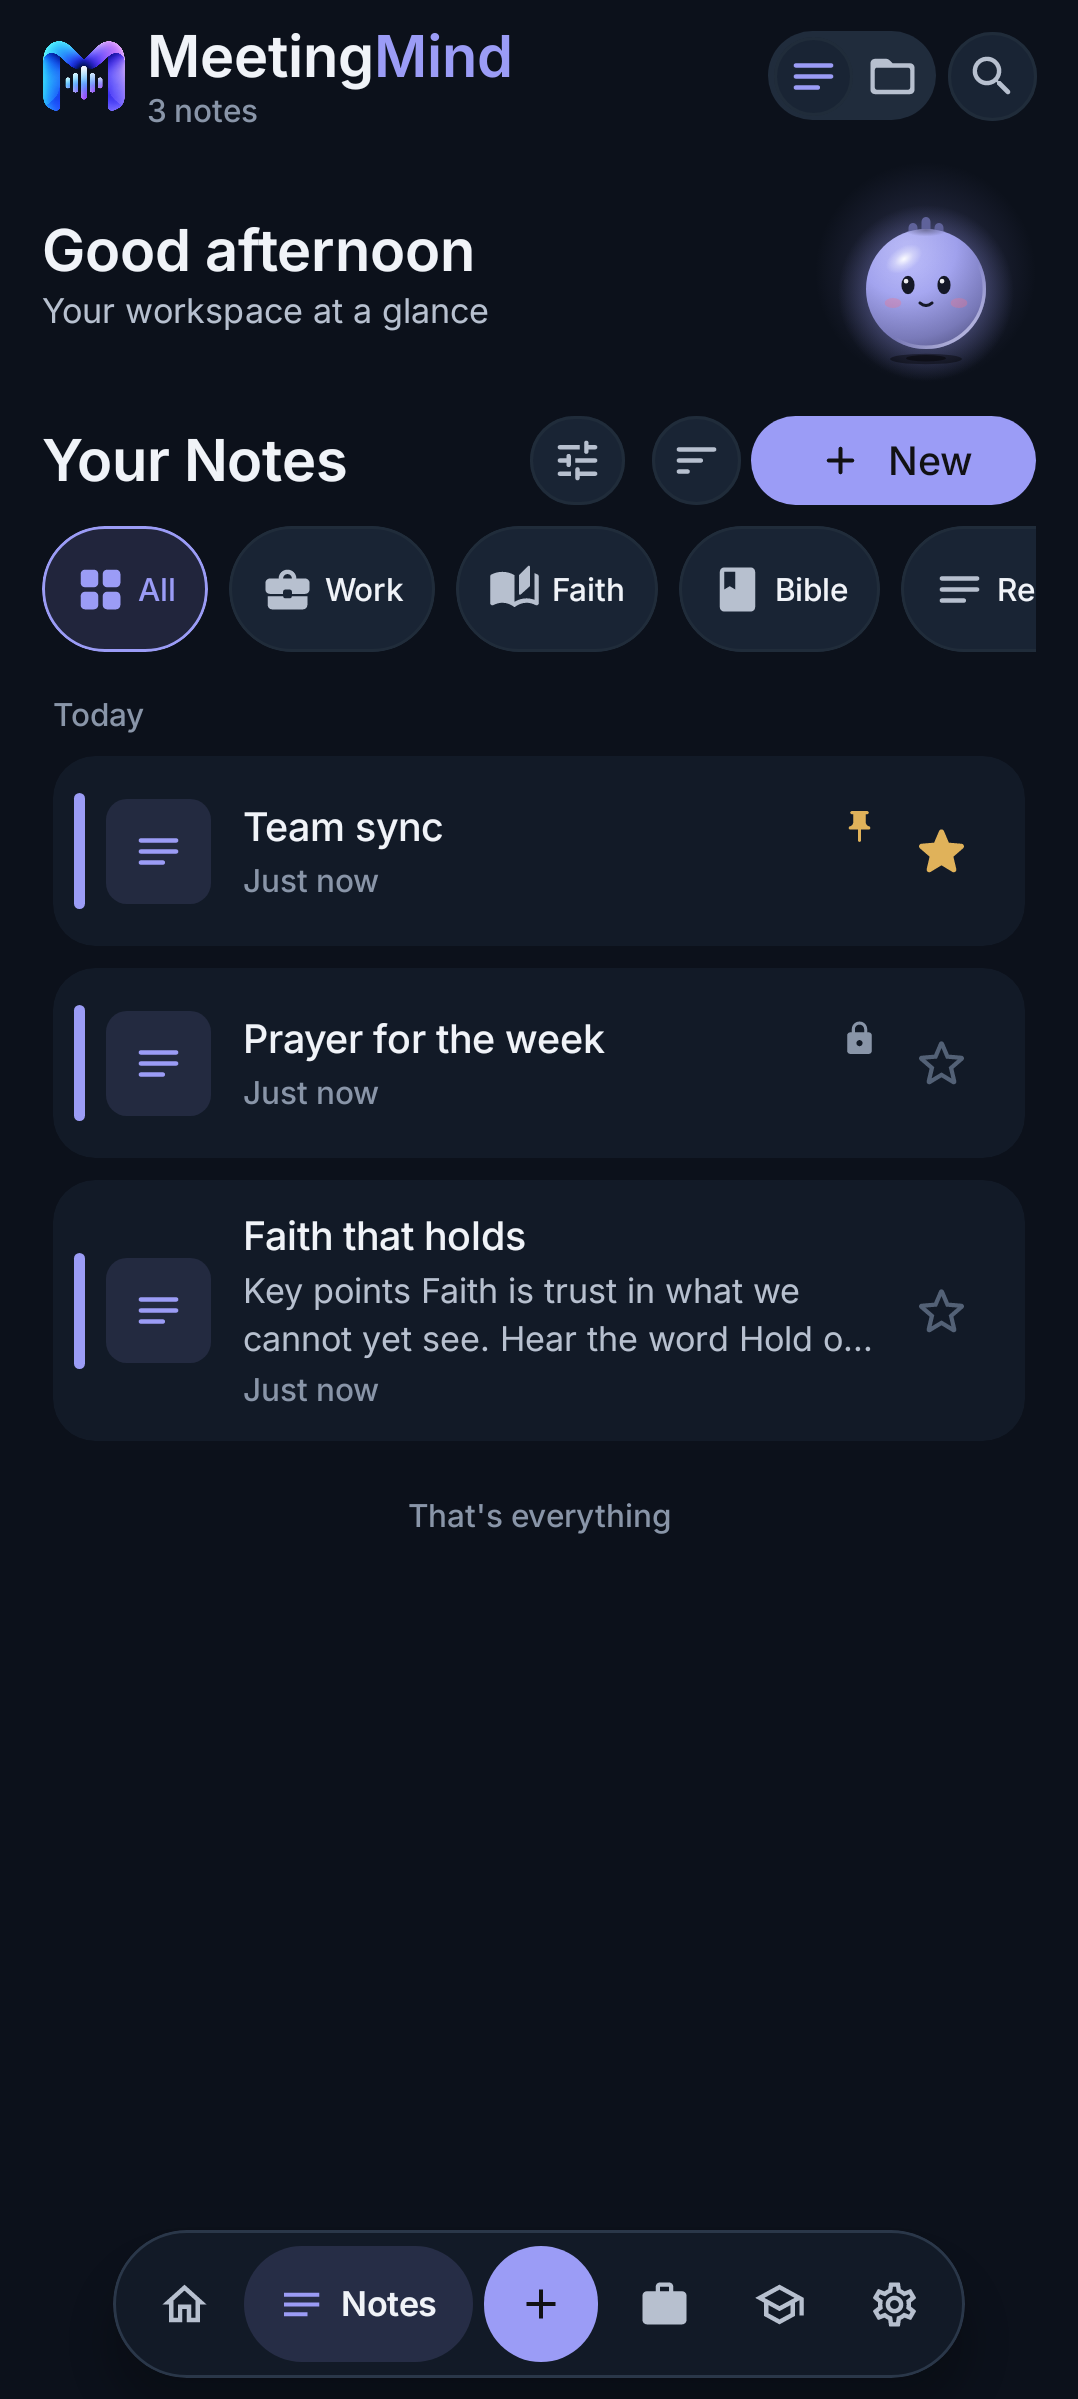 MeetingMind
3 notes
Good afternoon
Your workspace at a glance
Your Notes
New
All
Work
Faith
Bible
Re
Today
Team sync
Just now
Prayer for the week
Just now
Faith that holds
Key points Faith is trust in what we
cannot yet see. Hear the word Hold o...
Just now
That's everything
Notes